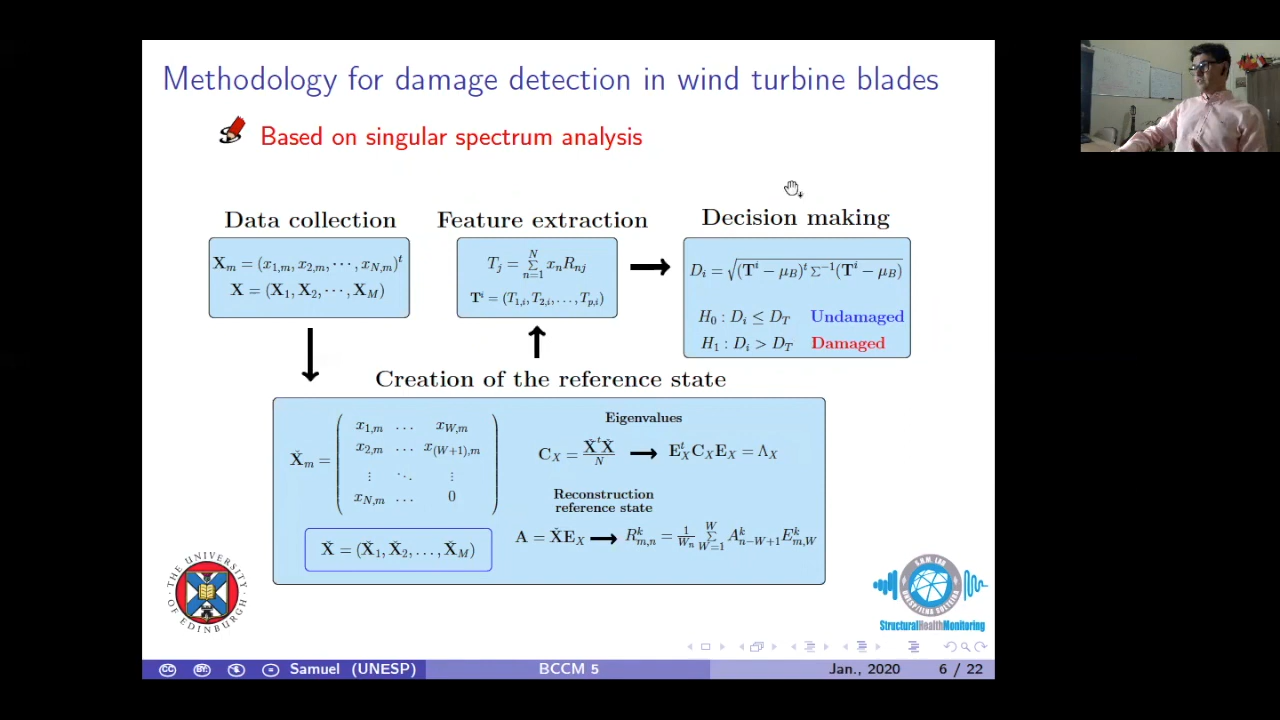 Methodology for damage detection in wind turbine blades
Based on singular spectrum analysis
Data collection
X_m = (x_{1,m}, x_{2,m}, ···, x_{N,m})^t
X = (X_1, X_2, ···, X_M)
Feature extraction
T_j = Σ_{n=1}^{N} x_n R_{nj}
T^i = (T_{1,i}, T_{2,i}, ..., T_{p,i})
Decision making
D_i = √((T^i − μ_B)^t Σ^{−1} (T^i − μ_B))
H_0 : D_i ≤ D_T Undamaged
H_1 : D_i > D_T Damaged
Creation of the reference state
X̌_m = ( x_{1,m} ... x_{W,m}
x_{2,m} ... x_{(W+1),m}
⋮ ⋱ ⋮
x_{N,m} ... 0 )
X̌ = (X̌_1, X̌_2, ..., X̌_M)
Eigenvalues
C_X = X̌^t X̌ / N → E_X^t C_X E_X = Λ_X
Reconstruction
reference state
A = X̌E_X → R^k_{m,n} = 1/W_n Σ_{W=1}^{W} A^k_{n−W+1} E^k_{m,W}
THE UNIVERSITY
OF EDINBURGH
StructuralHealthMonitoring
CC BY Samuel (UNESP) BCCM 5 Jan., 2020 6 / 22